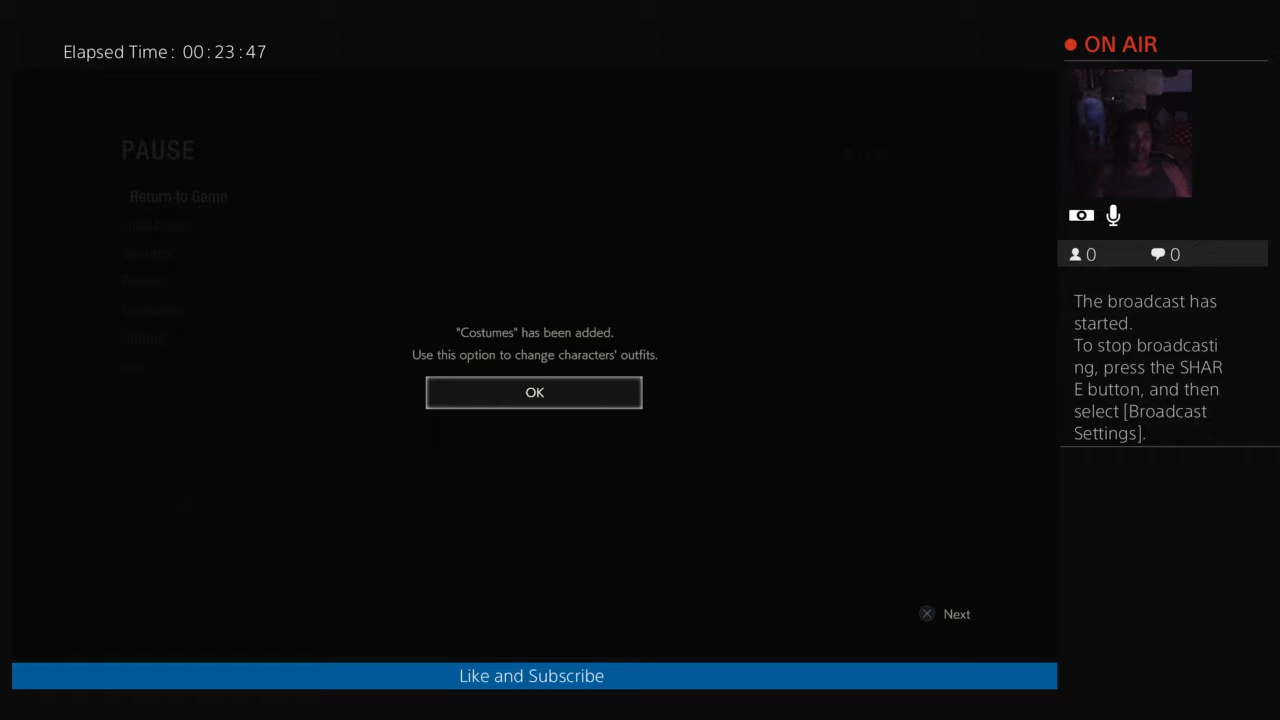 Elapsed Time: 00:23:47
ON AIR
PAUSE
Return to Game
0 0
The broadcast has
started.
To stop broadcasti
ng, press the SHAR
E button, and then
select [Broadcast
Settings].
"Costumes" has been added.
Use this option to change characters' outfits.
OK
Next
Like and Subscribe